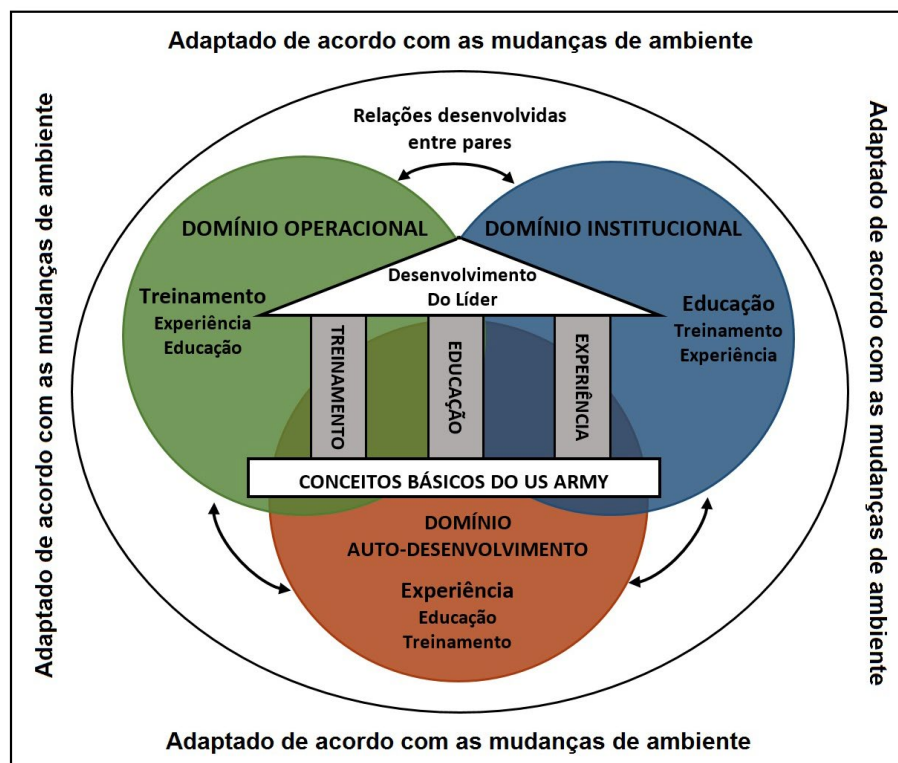 Adaptado de acordo com as mudanças de ambiente
Adaptado de acordo com as mudanças de ambiente
Adaptado de acordo com as mudanças de ambiente
Relações desenvolvidas
entre pares
DOMÍNIO OPERACIONAL
DOMÍNIO INSTITUCIONAL
Desenvolvimento
Do Líder
Treinamento
Experiência
Educação
Educação
Treinamento
Experiência
TREINAMENTO
EDUCAÇÃO
EXPERIÊNCIA
CONCEITOS BÁSICOS DO US ARMY
DOMÍNIO
AUTO-DESENVOLVIMENTO
Experiência
Educação
Treinamento
Adaptado de acordo com as mudanças de ambiente